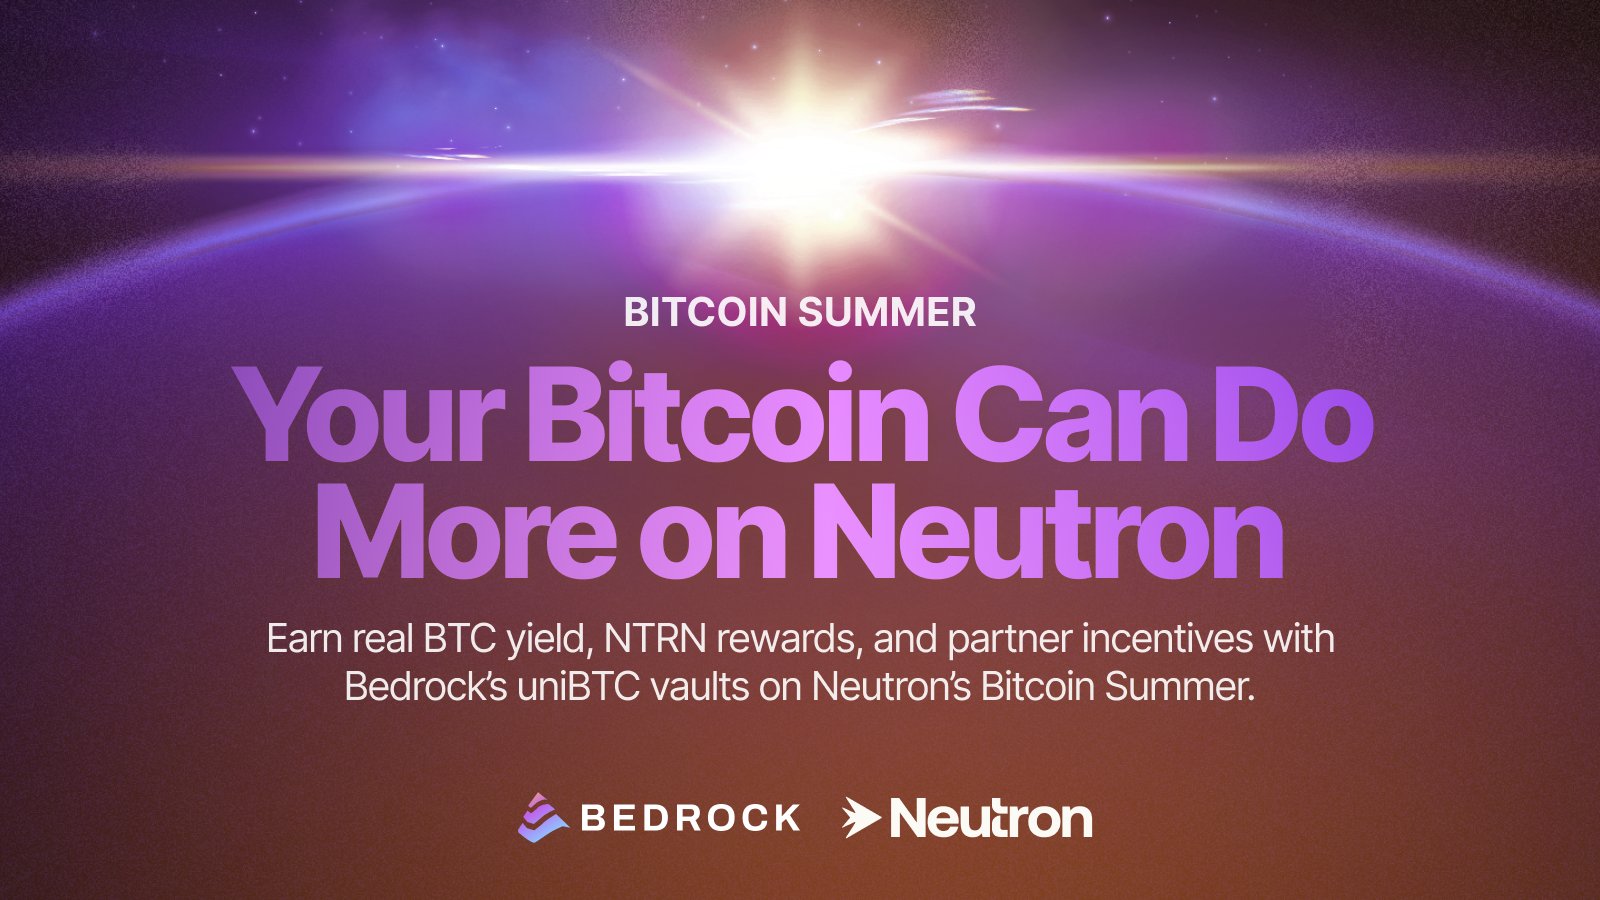 BITCOIN SUMMER
Your Bitcoin Can Do
More on Neutron
Earn real BTC yield, NTRN rewards, and partner incentives with
Bedrock’s uniBTC vaults on Neutron’s Bitcoin Summer.
BEDROCK Neutron